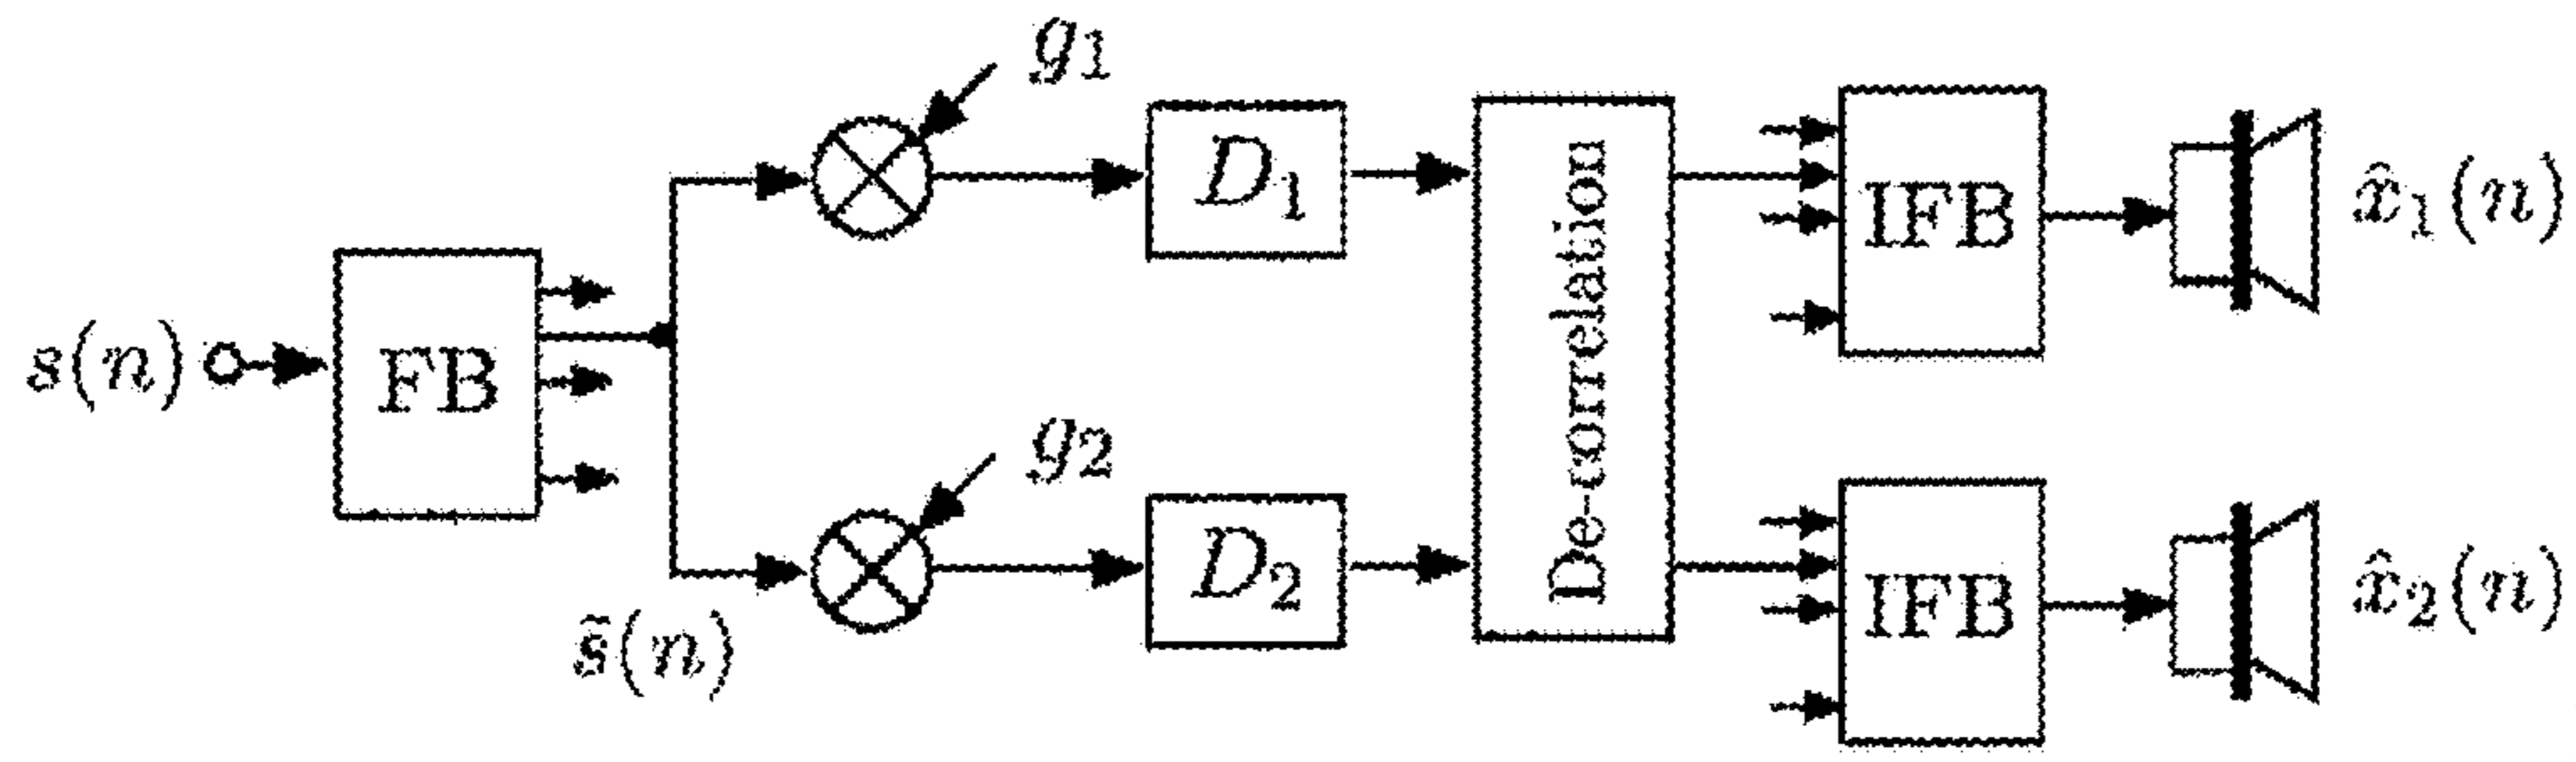 g₁
D₁
De-correlation
IFB
x̂₁(n)
s(n)
FB
g₂
s̃(n)
D₂
IFB
x̂₂(n)